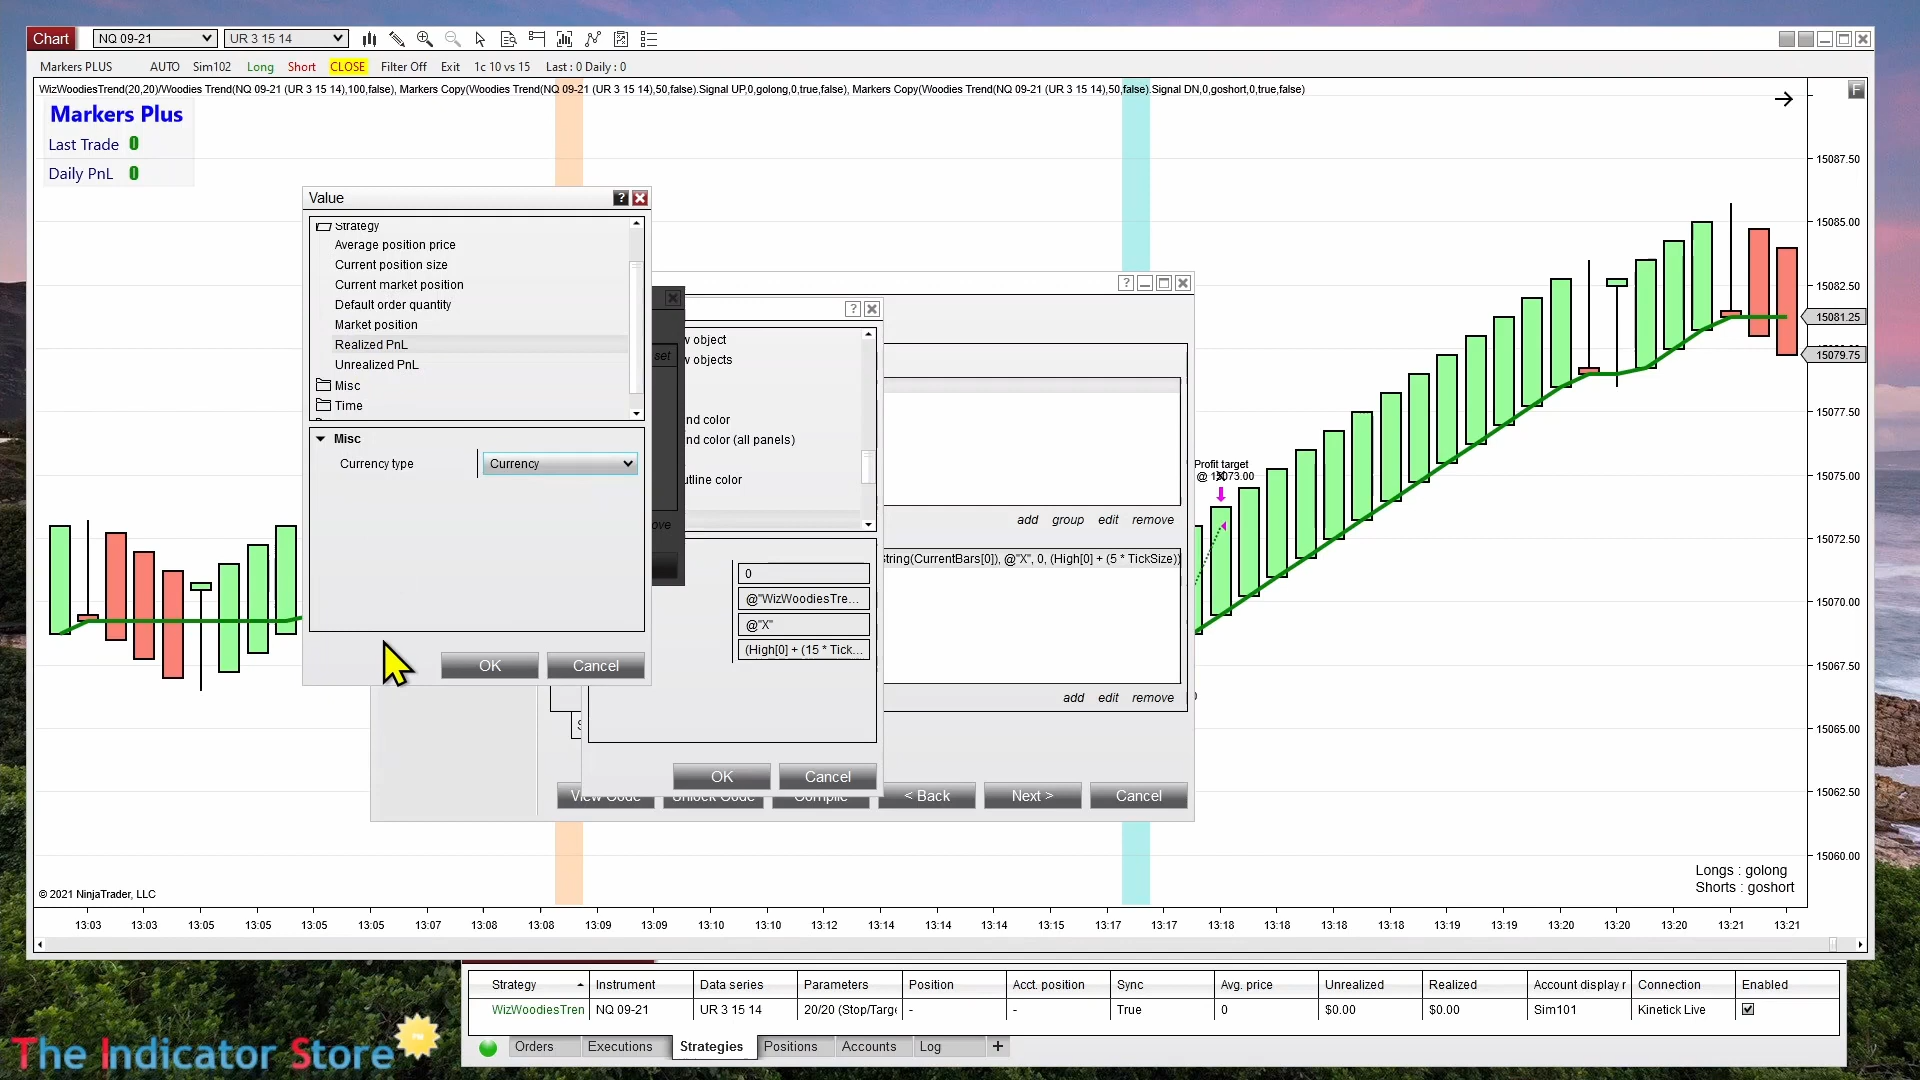 Chart
NQ 09-21
UR 3 15 14
Markers PLUS
AUTO
Sim102
Long
Short
CLOSE
Filter Off
Exit
1c 10 vs 15
Last : 0 Daily : 0
WizWoodiesTrend(20,20)/Woodies Trend(NQ 09-21 (UR 3 15 14),100,false), Markers Copy(Woodies Trend(NQ 09-21 (UR 3 15 14),50,false).Signal UP,0,golong,0,true,false), Markers Copy(Woodies Trend(NQ 09-21 (UR 3 15 14),50,false).Signal DN,0,goshort,0,true,false)
F
Markers Plus
Last Trade 0
Daily PnL 0
Value
?
Strategy
Average position price
Current position size
Current market position
Default order quantity
Market position
Realized PnL
Unrealized PnL
Misc
Time
Misc
Currency type
Currency
OK
Cancel
set
ove
?
w object
w objects
nd color
nd color (all panels)
utline color
0
@"WizWoodiesTre...
@"X"
(High[0] + (15 * Tick...
OK
Cancel
?
add group edit remove
String(CurrentBars[0]), @"X", 0, (High[0] + (5 * TickSize))
add edit remove
View Code
Unlock Code
Compile
< Back
Next >
Cancel
Profit target
15087.50
15085.00
15082.50
15081.25
15079.75
15077.50
15075.00
15072.50
15070.00
15067.50
15065.00
15062.50
15060.00
Longs : golong
Shorts : goshort
© 2021 NinjaTrader, LLC
13:03 13:03 13:05 13:05 13:05 13:05 13:07 13:08 13:08 13:09 13:09 13:10 13:10 13:12 13:14 13:14 13:14 13:15 13:17 13:17 13:18 13:18 13:18 13:18 13:19 13:19 13:20 13:20 13:20 13:21 13:21
Strategy Instrument Data series Parameters Position Acct. position Sync Avg. price Unrealized Realized Account display r Connection Enabled
WizWoodiesTren NQ 09-21 UR 3 15 14 20/20 (Stop/Targe - - True 0 $0.00 $0.00 Sim101 Kinetick Live
Orders Executions Strategies Positions Accounts Log +
The Indicator Store